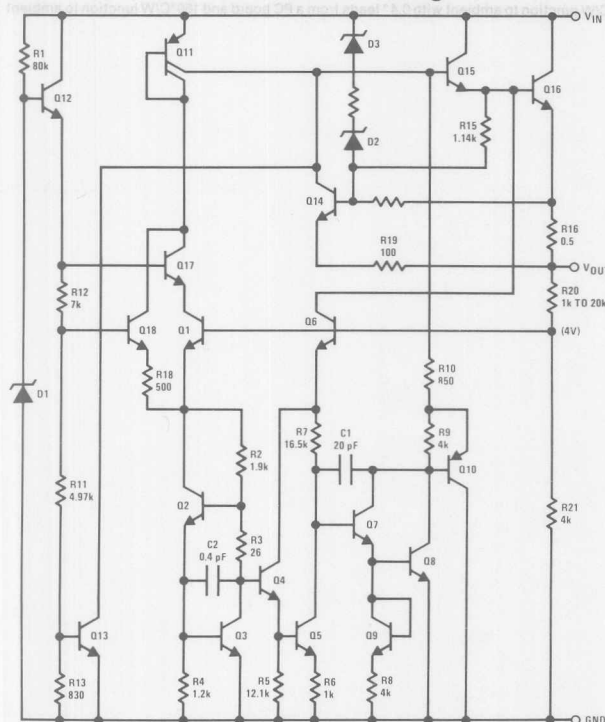 V_IN
R1
80k
Q12
Q11
D3
Q15
Q16
R15
1.14k
D2
Q14
R16
0.5
R19
100
V_OUT
Q17
R12
7k
R20
1k TO 20k
Q18
Q1
Q6
(4V)
R18
500
R10
850
D1
R7
16.5k
C1
20 pF
R9
4k
Q10
R2
1.9k
R11
4.97k
R21
4k
Q2
Q7
R3
26
C2
0.4 pF
Q4
Q8
Q13
Q3
Q5
Q9
R13
830
R4
1.2k
R5
12.1k
R6
1k
R8
4k
GND